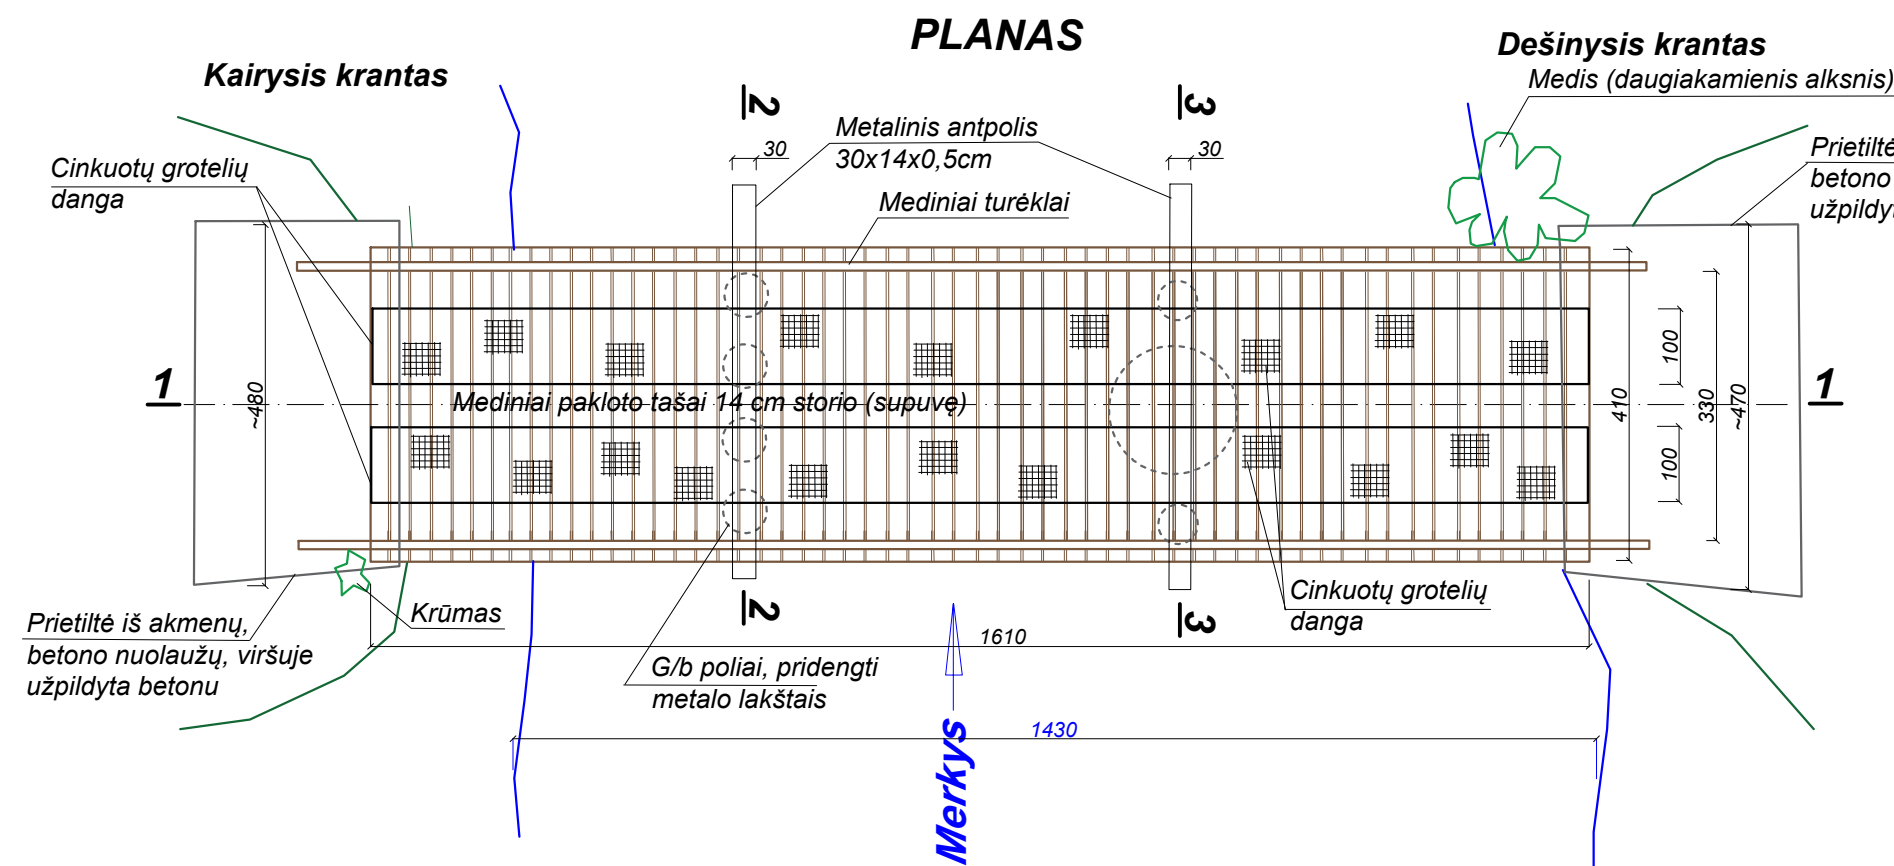 PLANAS
Kairysis krantas
Dešinysis krantas
Medis (daugiakamienis alksnis)
2
3
Metalinis antpolis
30x14x0,5cm
30
30
Cinkuotų grotelių
danga
Mediniai turėklai
Prietiltė
betono
užpildy
1
~480
Mediniai pakloto tašai 14 cm storio (supuvę)
100
410
330
~470
100
1
Cinkuotų grotelių
danga
2
3
Krūmas
Prietiltė iš akmenų,
betono nuolaužų, viršuje
užpildyta betonu
1610
G/b poliai, pridengti
metalo lakštais
1430
Merkys